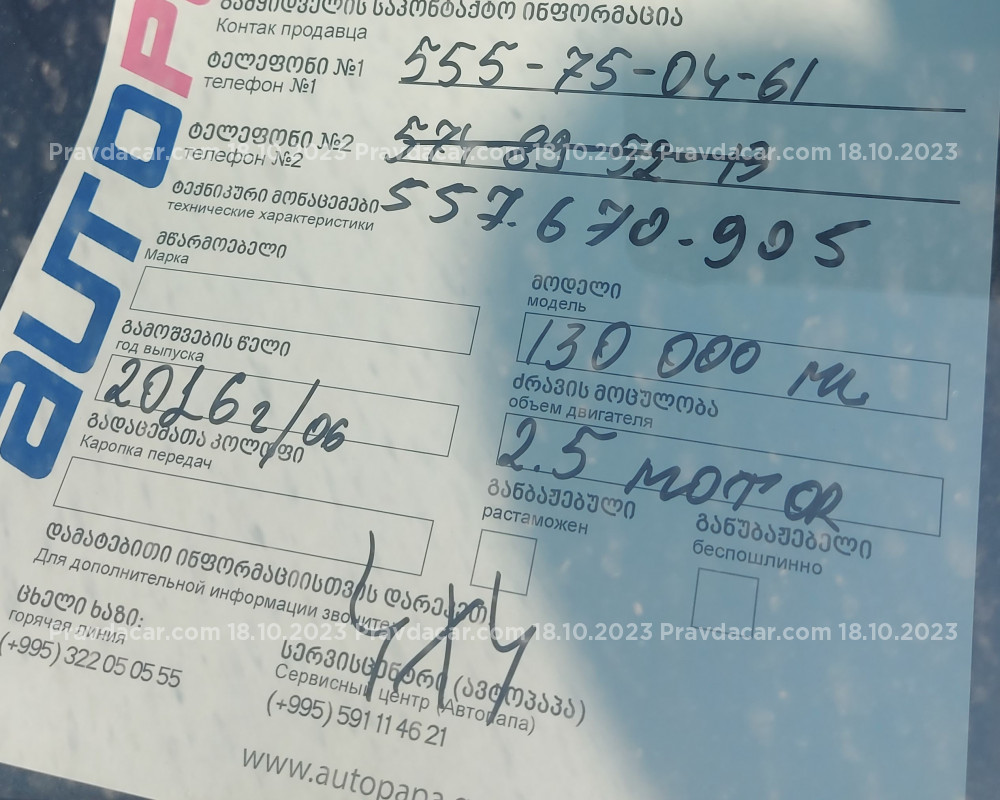 გამყიდველის საკონტაქტო ინფორმაცია
Контак продавца
ტელეფონი №1 555-75-04-61
телефон №1
ტელეფონი №2
телефон №2
Pravdacar.com 18.10.2023 Pravdacar.com 18.10.2023 Pravdacar.com 18.10.2023
ტექნიკური მონაცემები 557.670-905
технические характеристики
მწარმოებელი
Марка
მოდელი
модель
130 000 мл
გამოშვების წელი
год выпуска
2016 г/06
ძრავის მოცულობა
объем двигателя
2.5 мотор
გადაცემათა კოლოფი
Каропка передач
განბაჟებული
растаможен
განუბაჟებელი
беспошлинно
დამატებითი ინფორმაციისთვის დარეკეთ
Для дополнительной информации звоните
4x4
ცხელი ხაზი:
горячая линия
(+995) 322 05 05 55
Pravdacar.com 18.10.2023 Pravdacar.com 18.10.2023 Pravdacar.com 18.10.2023
სერვისცენტრი (ავტოპაპა)
Сервисный центр (Автопапа)
(+995) 591 11 46 21
www.autopapa